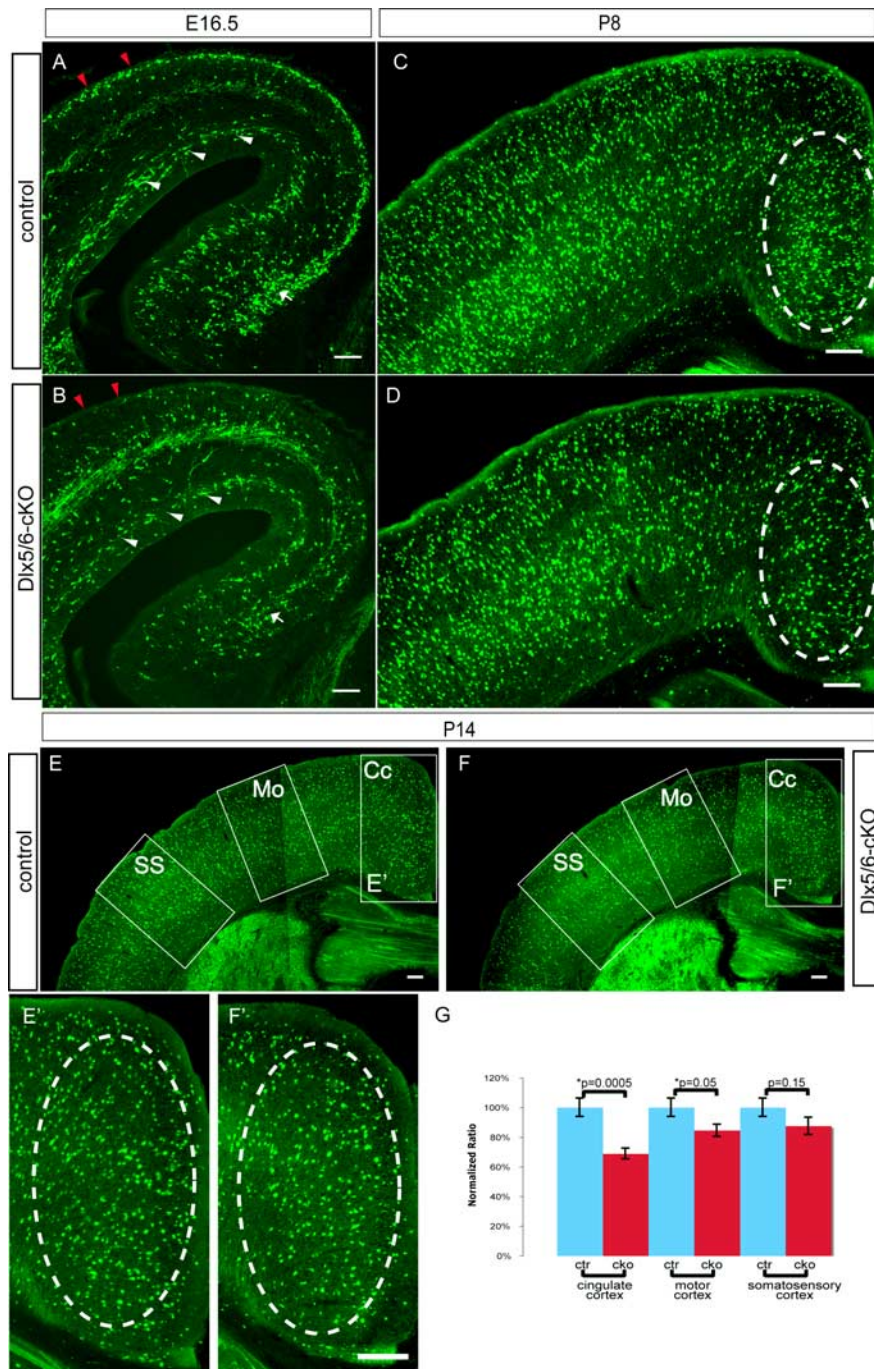 E16.5
P8
control
A
C
Dlx5/6-cKO
B
D
P14
control
E
SS
Mo
Cc
E'
F
SS
Mo
Cc
F'
Dlx5/6-cKO
E'
F'
G
Normalized Ratio
120%
100%
80%
60%
40%
20%
0%
*p=0.0005
*p=0.05
p=0.15
ctr cko ctr cko ctr cko
cingulate cortex
motor cortex
somatosensory cortex